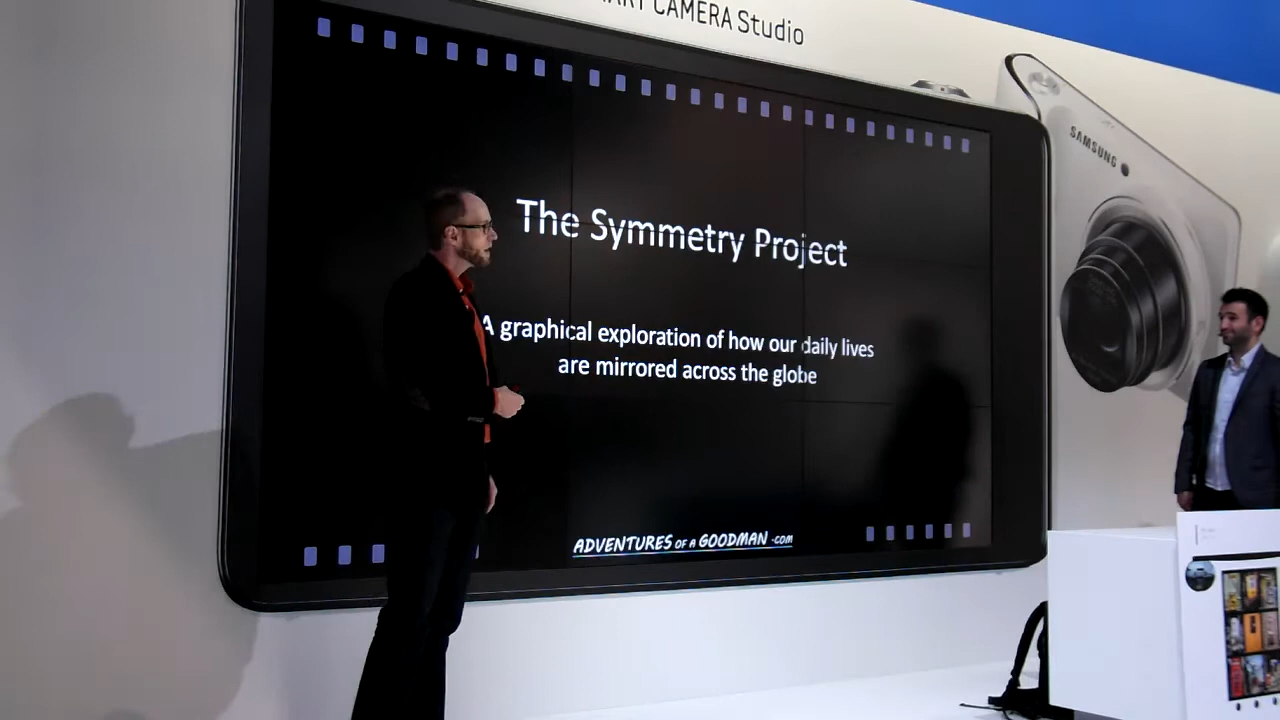 CAMERA Studio
SAMSUNG
The Symmetry Project
A graphical exploration of how our daily lives
are mirrored across the globe
ADVENTURES OF A GOODMAN .COM